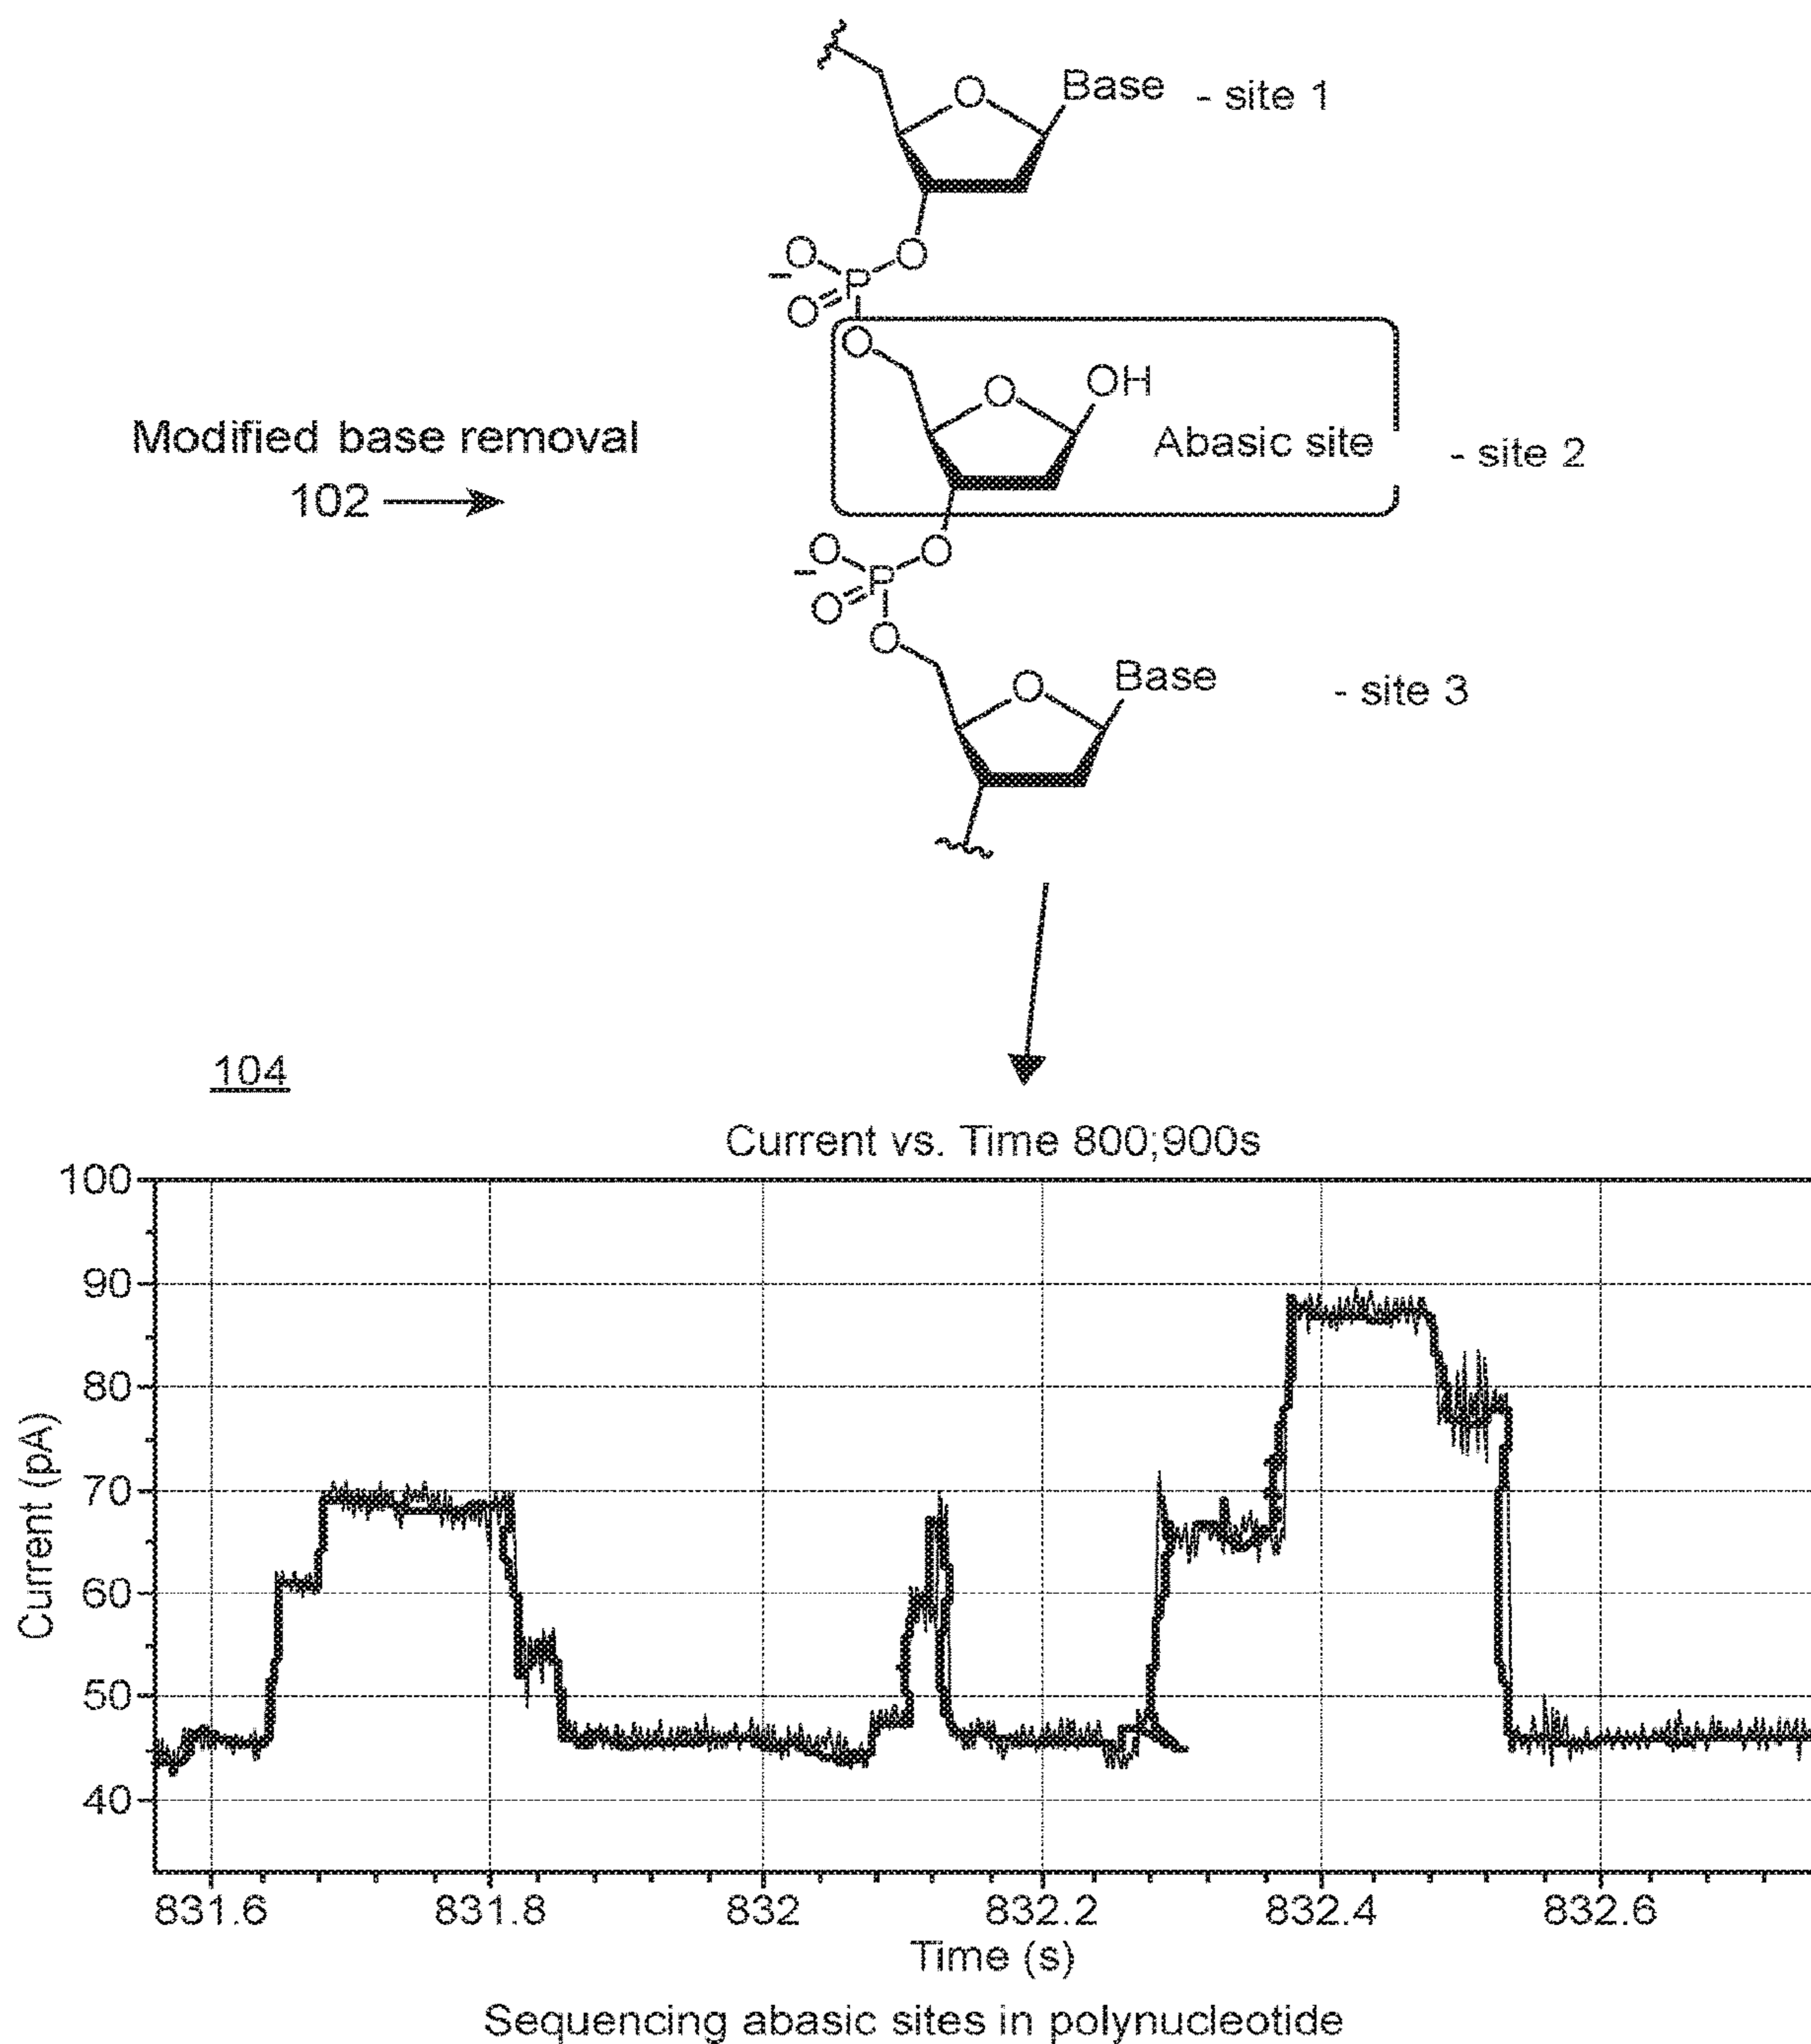 Base - site 1
O
O
O
P
O
-
O
O
OH
Modified base removal
Abasic site
- site 2
102
O
O
P
O
-
O
Base
- site 3
O
104
Current vs. Time 800;900s
100
90
80
70
60
50
40
Current (pA)
831.6 831.8 832 832.2 832.4 832.6
Time (s)
Sequencing abasic sites in polynucleotide